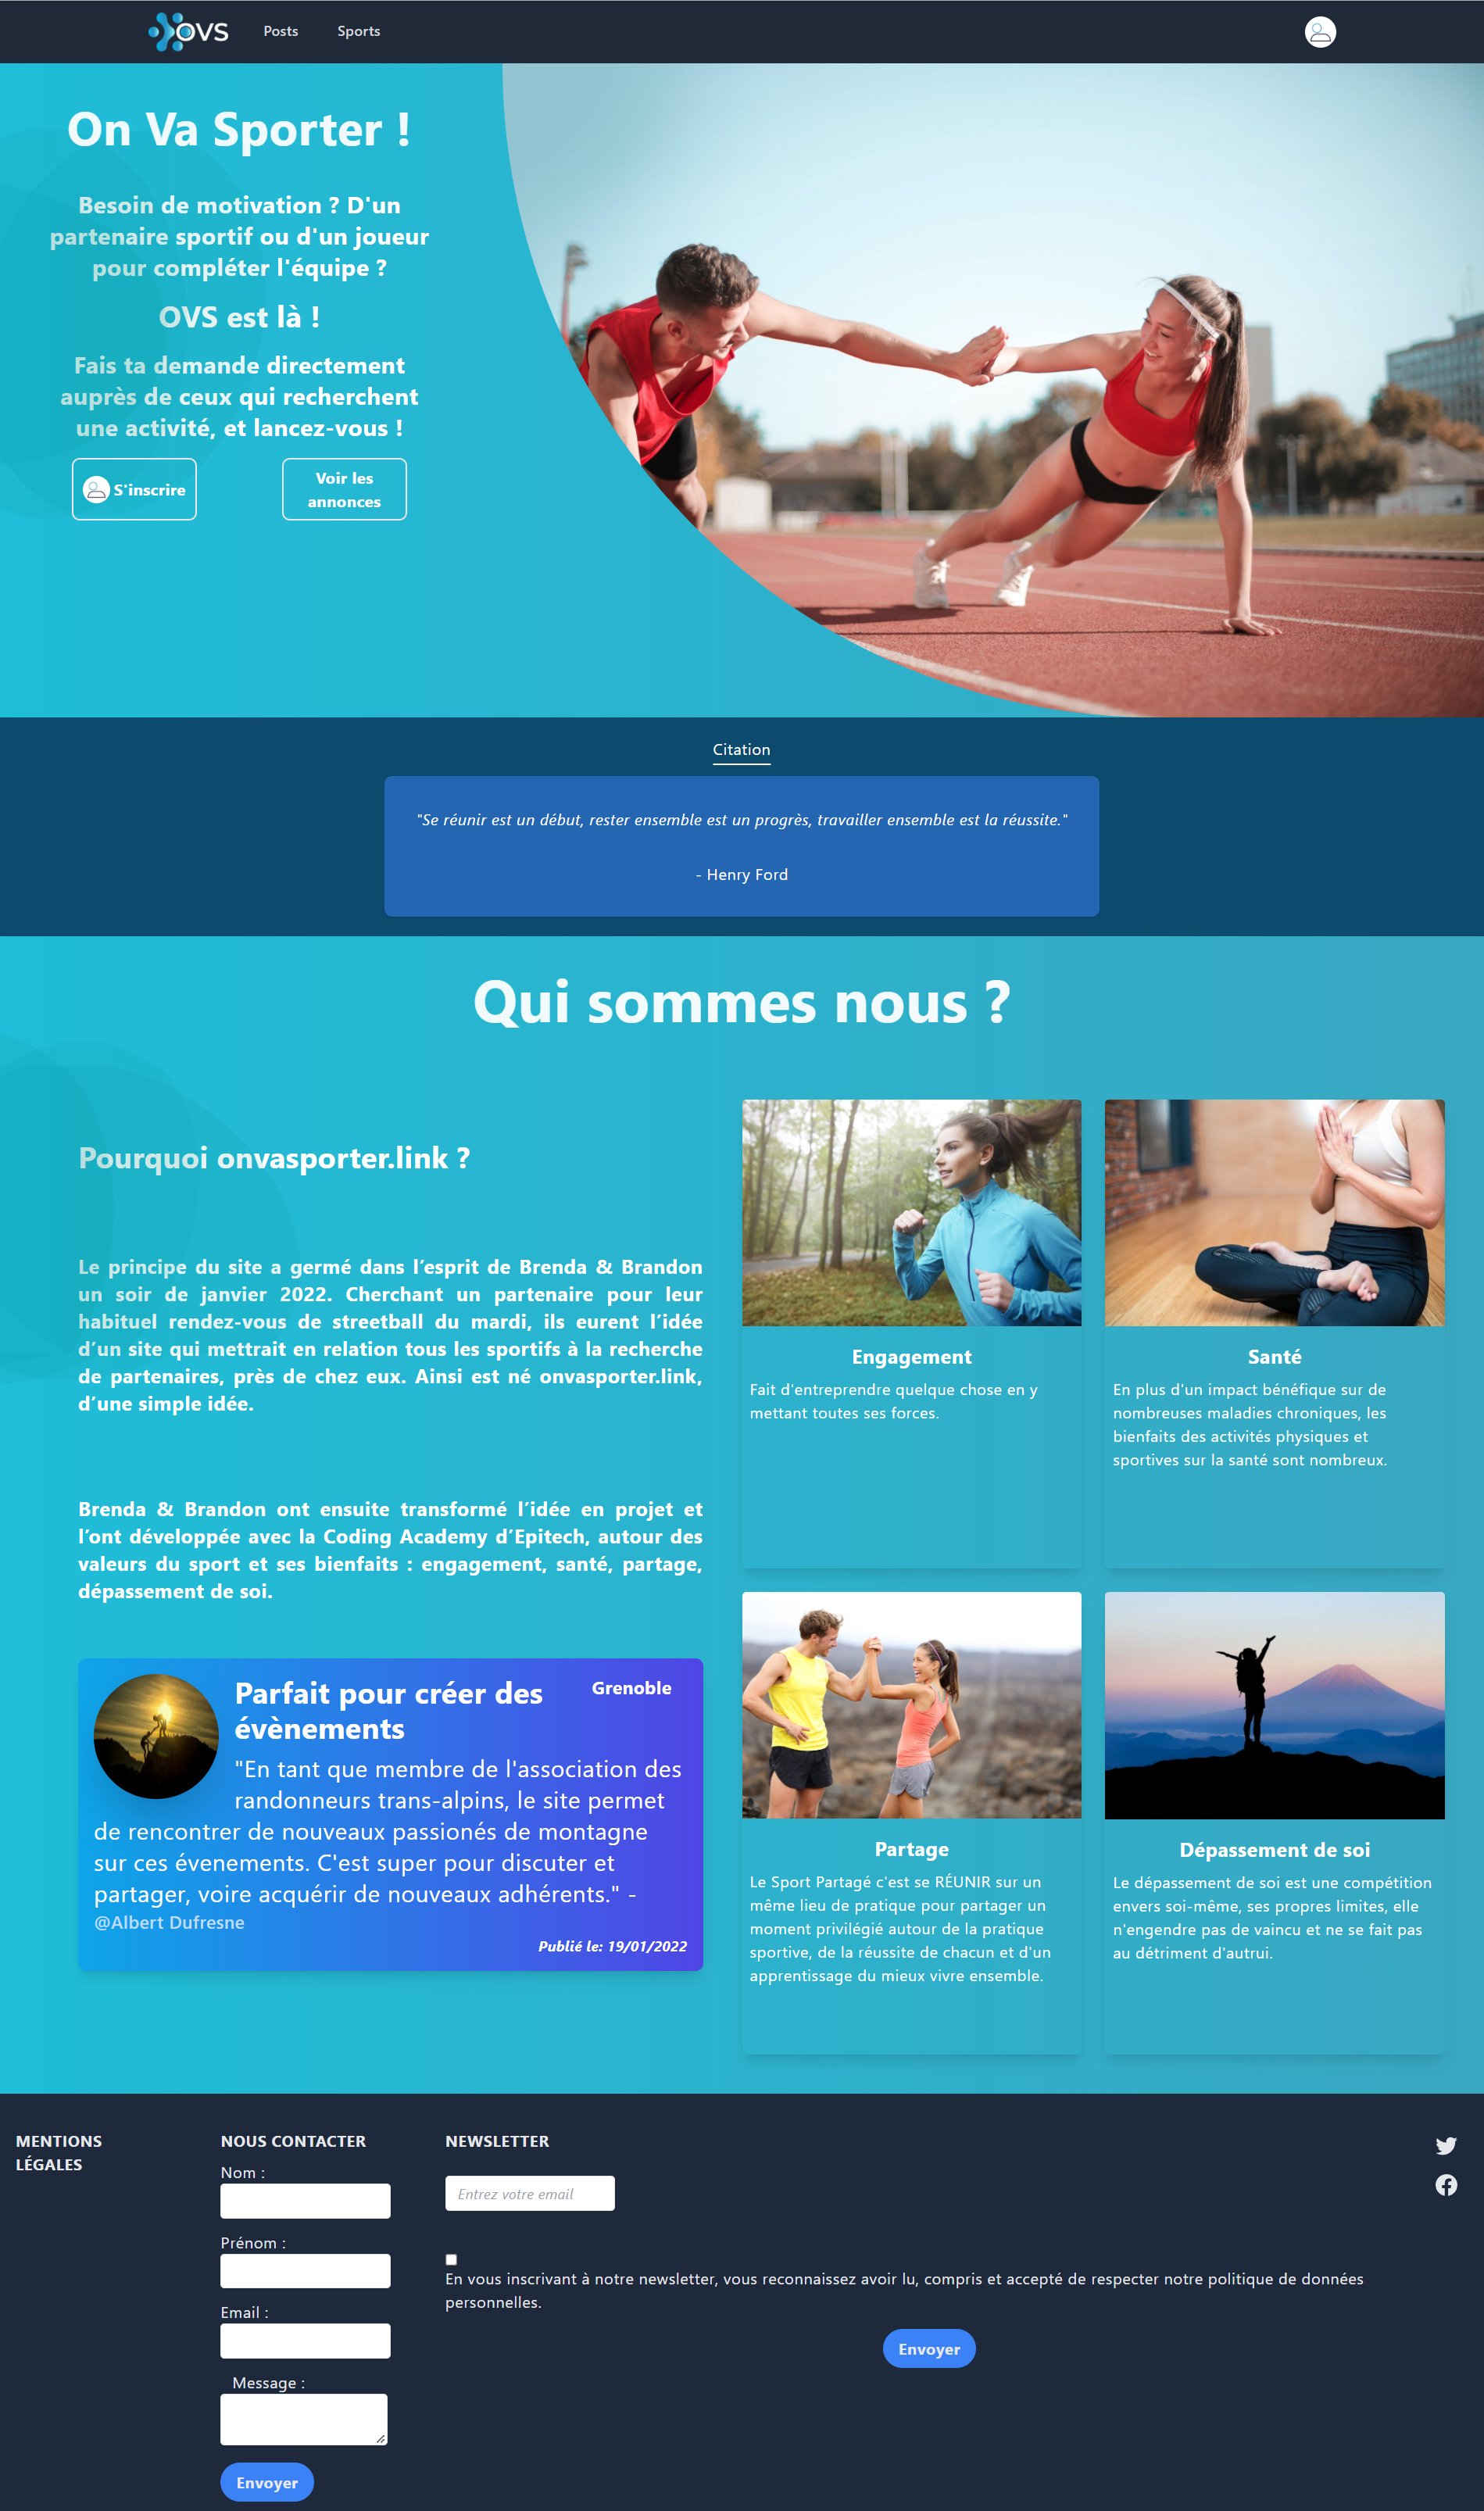 OVS
Posts
Sports
On Va Sporter !
Besoin de motivation ? D'un
partenaire sportif ou d'un joueur
pour compléter l'équipe ?
OVS est là !
Fais ta demande directement
auprès de ceux qui recherchent
une activité, et lancez-vous !
S'inscrire
Voir les
annonces
Citation
"Se réunir est un début, rester ensemble est un progrès, travailler ensemble est la réussite."
- Henry Ford
Qui sommes nous ?
Pourquoi onvasporter.link ?
Le principe du site a germé dans l’esprit de Brenda & Brandon
un soir de janvier 2022. Cherchant un partenaire pour leur
habituel rendez-vous de streetball du mardi, ils eurent l’idée
d’un site qui mettrait en relation tous les sportifs à la recherche
de partenaires, près de chez eux. Ainsi est né onvasporter.link,
d’une simple idée.
Brenda & Brandon ont ensuite transformé l’idée en projet et
l’ont développée avec la Coding Academy d’Epitech, autour des
valeurs du sport et ses bienfaits : engagement, santé, partage,
dépassement de soi.
Parfait pour créer des
évènements
Grenoble
"En tant que membre de l'association des
randonneurs trans-alpins, le site permet
de rencontrer de nouveaux passionés de montagne
sur ces évenements. C'est super pour discuter et
partager, voire acquérir de nouveaux adhérents." -
@Albert Dufresne
Publié le: 19/01/2022
Engagement
Fait d'entreprendre quelque chose en y
mettant toutes ses forces.
Santé
En plus d'un impact bénéfique sur de
nombreuses maladies chroniques, les
bienfaits des activités physiques et
sportives sur la santé sont nombreux.
Partage
Le Sport Partagé c'est se RÉUNIR sur un
même lieu de pratique pour partager un
moment privilégié autour de la pratique
sportive, de la réussite de chacun et d'un
apprentissage du mieux vivre ensemble.
Dépassement de soi
Le dépassement de soi est une compétition
envers soi-même, ses propres limites, elle
n'engendre pas de vaincu et ne se fait pas
au détriment d'autrui.
MENTIONS
LÉGALES
NOUS CONTACTER
Nom :
Prénom :
Email :
Message :
Envoyer
NEWSLETTER
Entrez votre email
En vous inscrivant à notre newsletter, vous reconnaissez avoir lu, compris et accepté de respecter notre politique de données
personnelles.
Envoyer